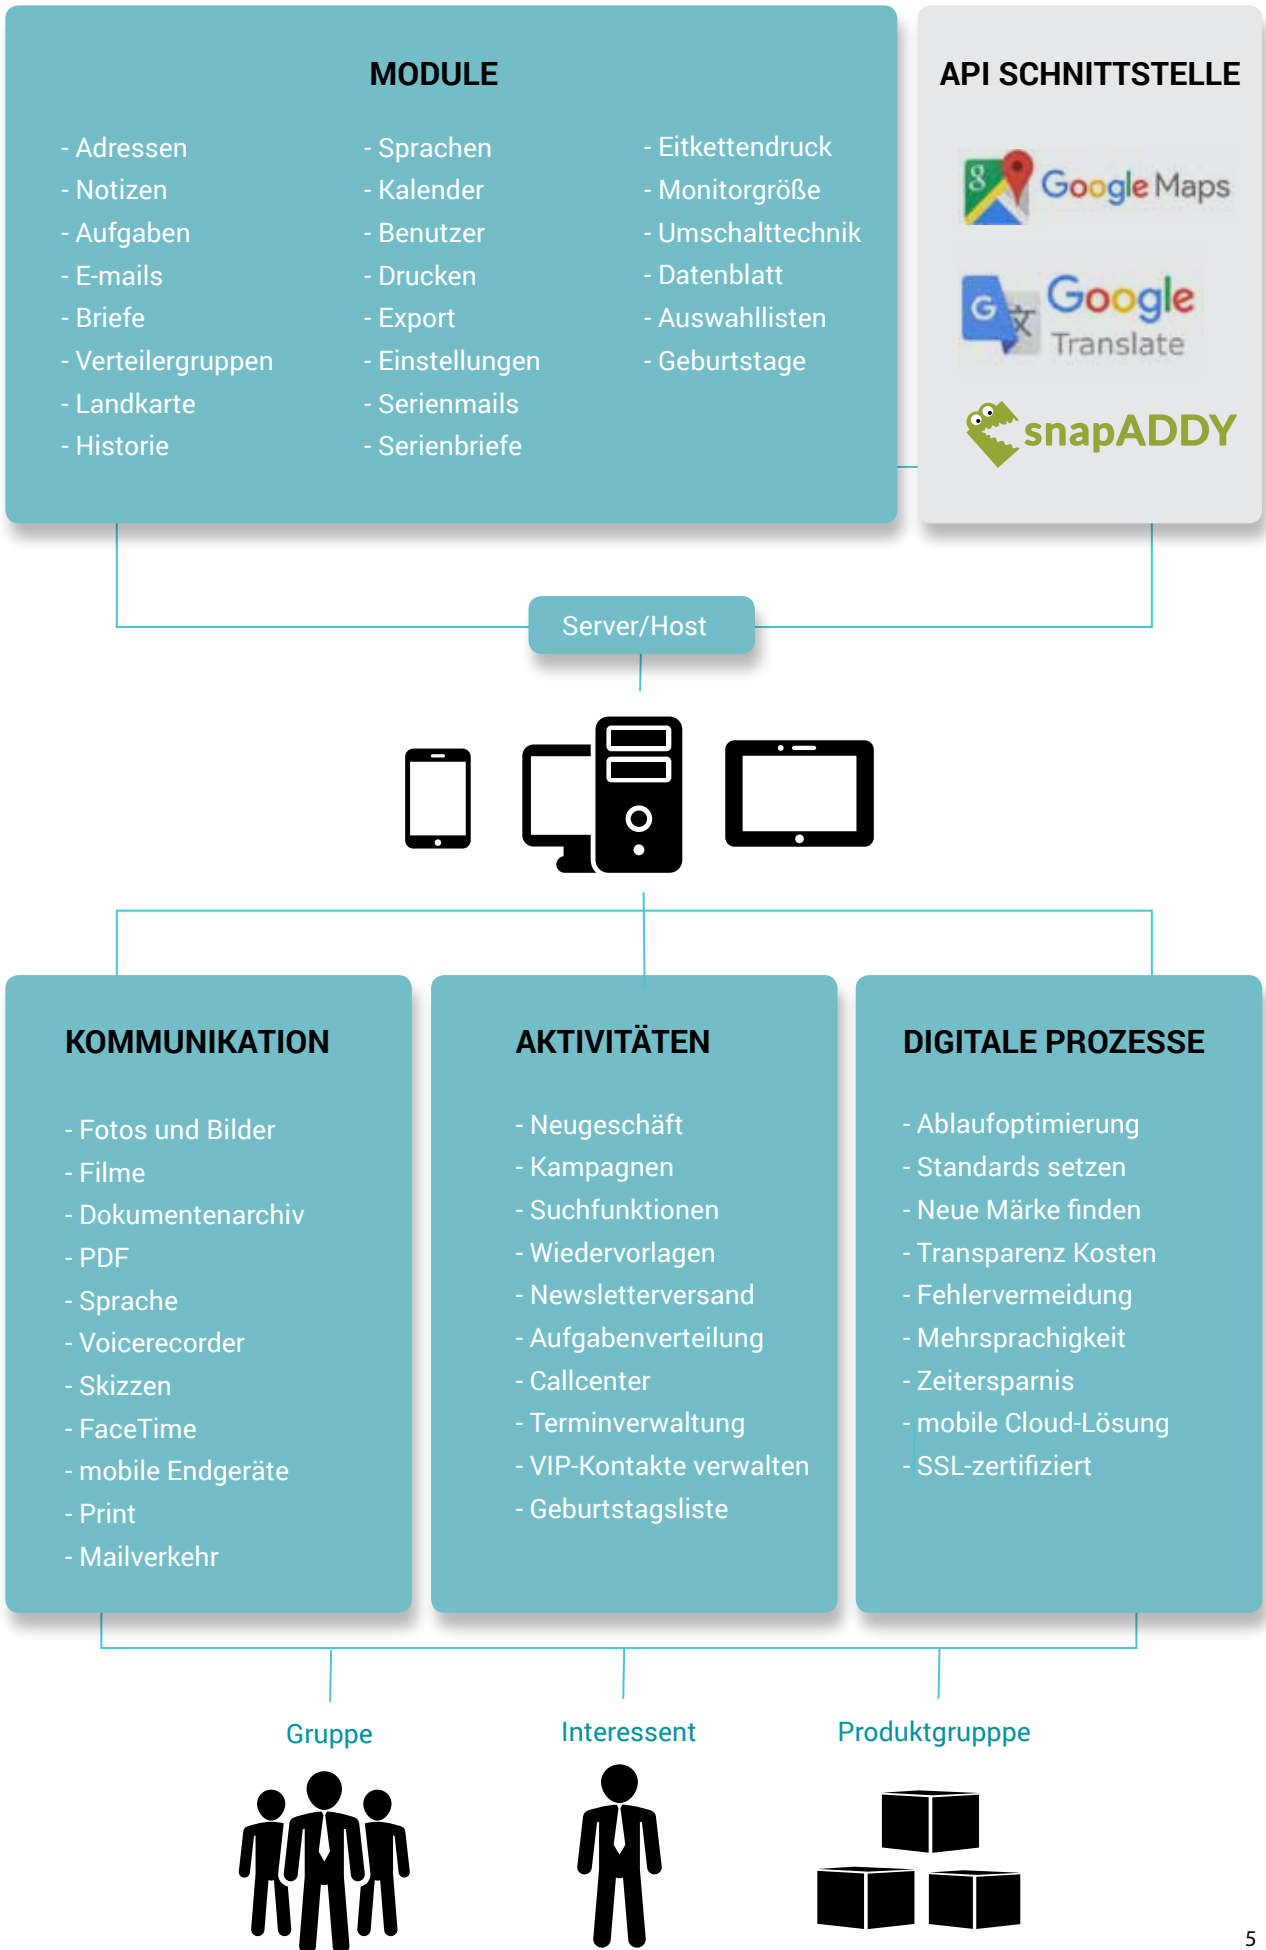 MODULE
- Adressen
- Notizen
- Aufgaben
- E-mails
- Briefe
- Verteilergruppen
- Landkarte
- Historie
- Sprachen
- Kalender
- Benutzer
- Drucken
- Export
- Einstellungen
- Serienmails
- Serienbriefe
- Eitkettendruck
- Monitorgröße
- Umschalttechnik
- Datenblatt
- Auswahllisten
- Geburtstage
API SCHNITTSTELLE
8
Google Maps
G 文
Google
Translate
snapADDY
Server/Host
KOMMUNIKATION
- Fotos und Bilder
- Filme
- Dokumentenarchiv
- PDF
- Sprache
- Voicerecorder
- Skizzen
- FaceTime
- mobile Endgeräte
- Print
- Mailverkehr
AKTIVITÄTEN
- Neugeschäft
- Kampagnen
- Suchfunktionen
- Wiedervorlagen
- Newsletterversand
- Aufgabenverteilung
- Callcenter
- Terminverwaltung
- VIP-Kontakte verwalten
- Geburtstagsliste
DIGITALE PROZESSE
- Ablaufoptimierung
- Standards setzen
- Neue Märke finden
- Transparenz Kosten
- Fehlervermeidung
- Mehrsprachigkeit
- Zeitersparnis
- mobile Cloud-Lösung
- SSL-zertifiziert
Gruppe
Interessent
Produktgrupppe
5